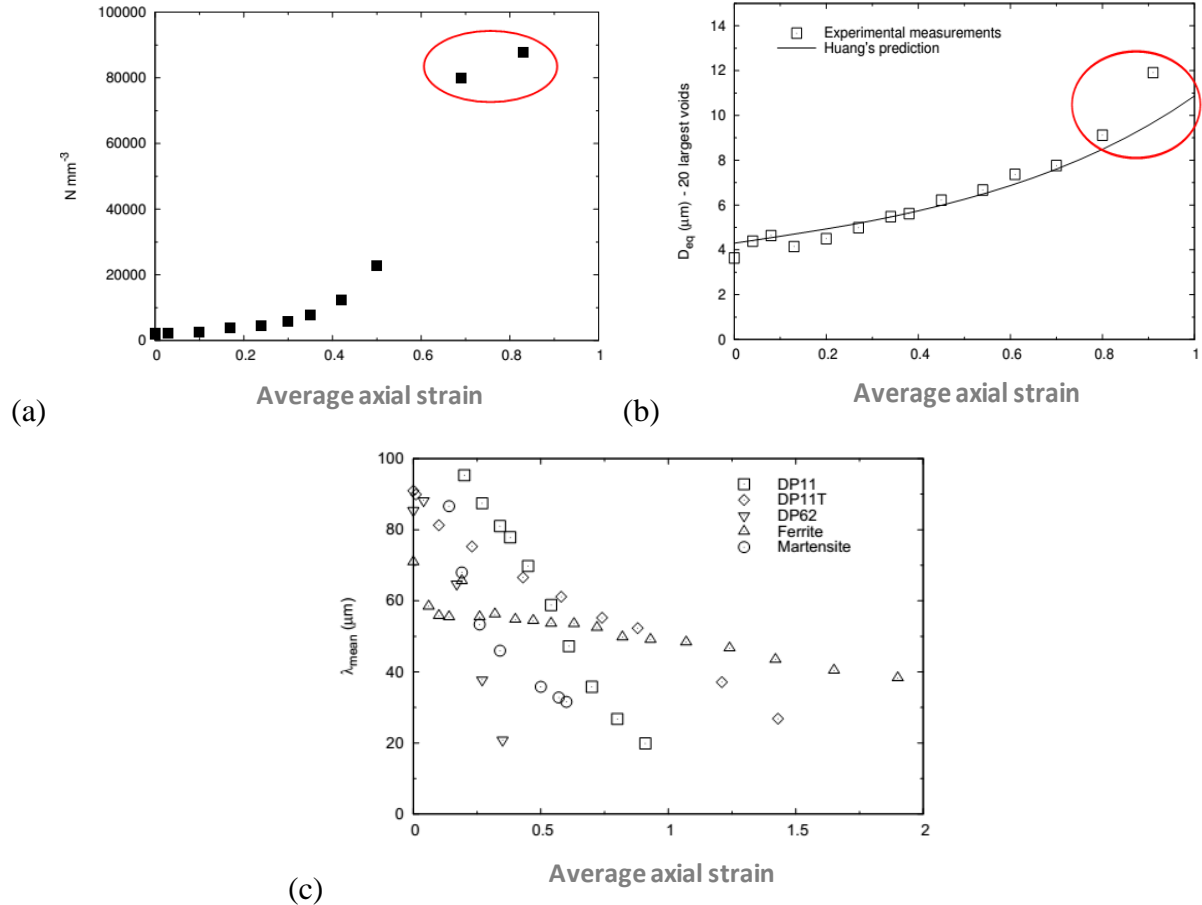 100000
80000
60000
40000
20000
0
N mm-3
0 0.2 0.4 0.6 0.8 1
Average axial strain
(a)
Experimental measurements
Huang's prediction
14
12
10
8
6
4
2
0
Deq (μm) - 20 largest voids
0 0.2 0.4 0.6 0.8 1
Average axial strain
(b)
DP11
DP11T
DP62
Ferrite
Martensite
100
80
60
40
20
0
λmean (μm)
0 0.5 1 1.5 2
Average axial strain
(c)